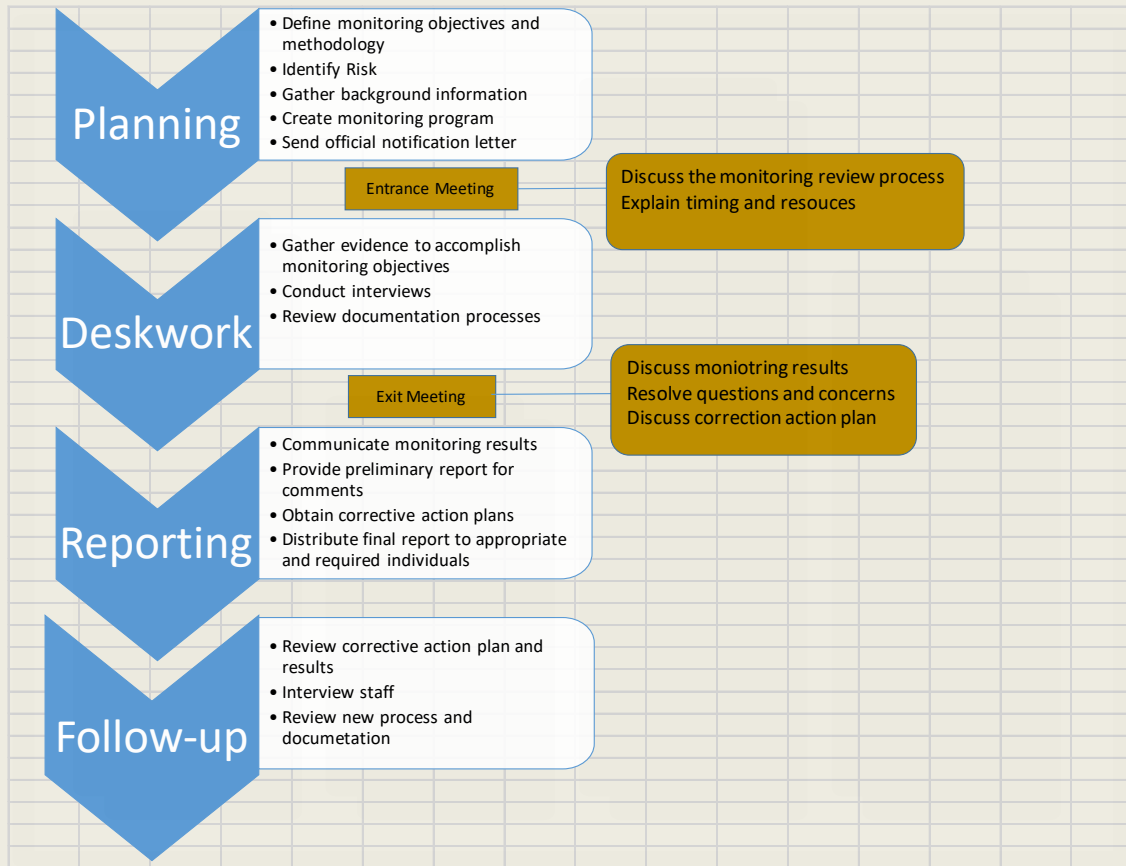 Planning
• Define monitoring objectives and
methodology
• Identify Risk
• Gather background information
• Create monitoring program
• Send official notification letter
Entrance Meeting
Discuss the monitoring review process
Explain timing and resouces
Deskwork
• Gather evidence to accomplish
monitoring objectives
• Conduct interviews
• Review documentation processes
Exit Meeting
Discuss moniotring results
Resolve questions and concerns
Discuss correction action plan
Reporting
• Communicate monitoring results
• Provide preliminary report for
comments
• Obtain corrective action plans
• Distribute final report to appropriate
and required individuals
Follow-up
• Review corrective action plan and
results
• Interview staff
• Review new process and
documetation